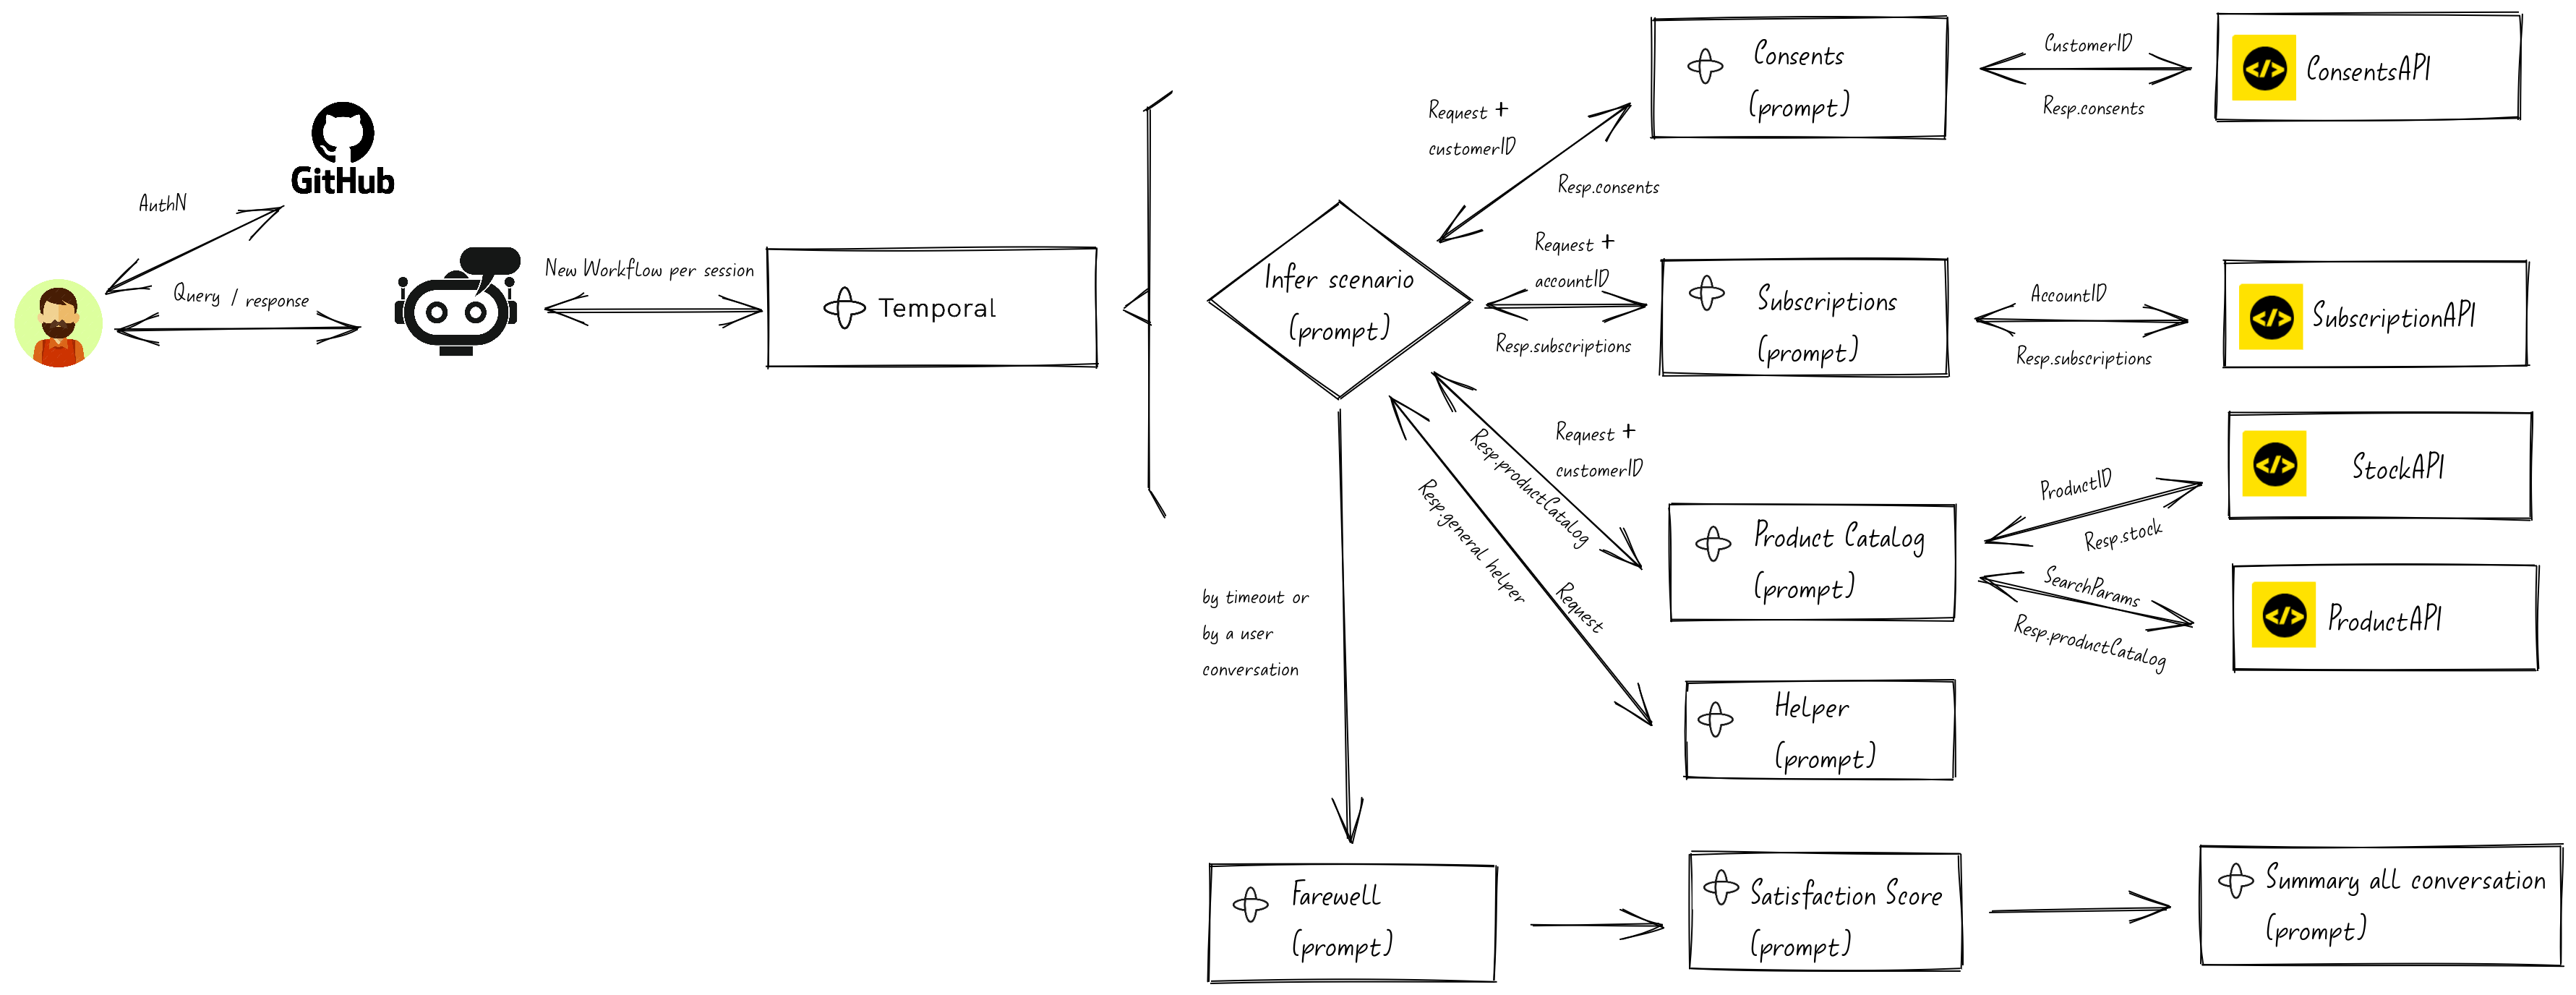 GitHub
AuthN
Query / response
New Workflow per session
Temporal
Infer scenario
(prompt)
Request +
customerID
Resp.consents
Consents
(prompt)
CustomerID
Resp.consents
</>
ConsentsAPI
Request +
accountID
Resp.subscriptions
Subscriptions
(prompt)
AccountID
Resp.subscriptions
</>
SubscriptionAPI
Request +
customerID
Resp.productCatalog
Product Catalog
(prompt)
ProductID
Resp.stock
</>
StockAPI
SearchParams
Resp.productCatalog
</>
ProductAPI
Resp.general helper
Request
Helper
(prompt)
by timeout or
by a user
conversation
Farewell
(prompt)
Satisfaction Score
(prompt)
Summary all conversation
(prompt)